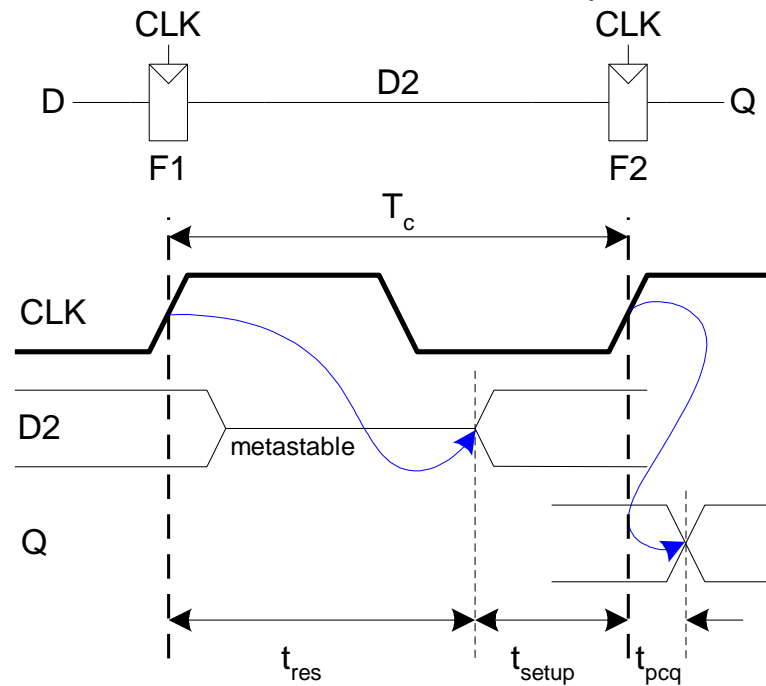 CLK CLK
D D2 Q
F1 F2
Tc
CLK
D2
metastable
Q
tres tsetup tpcq